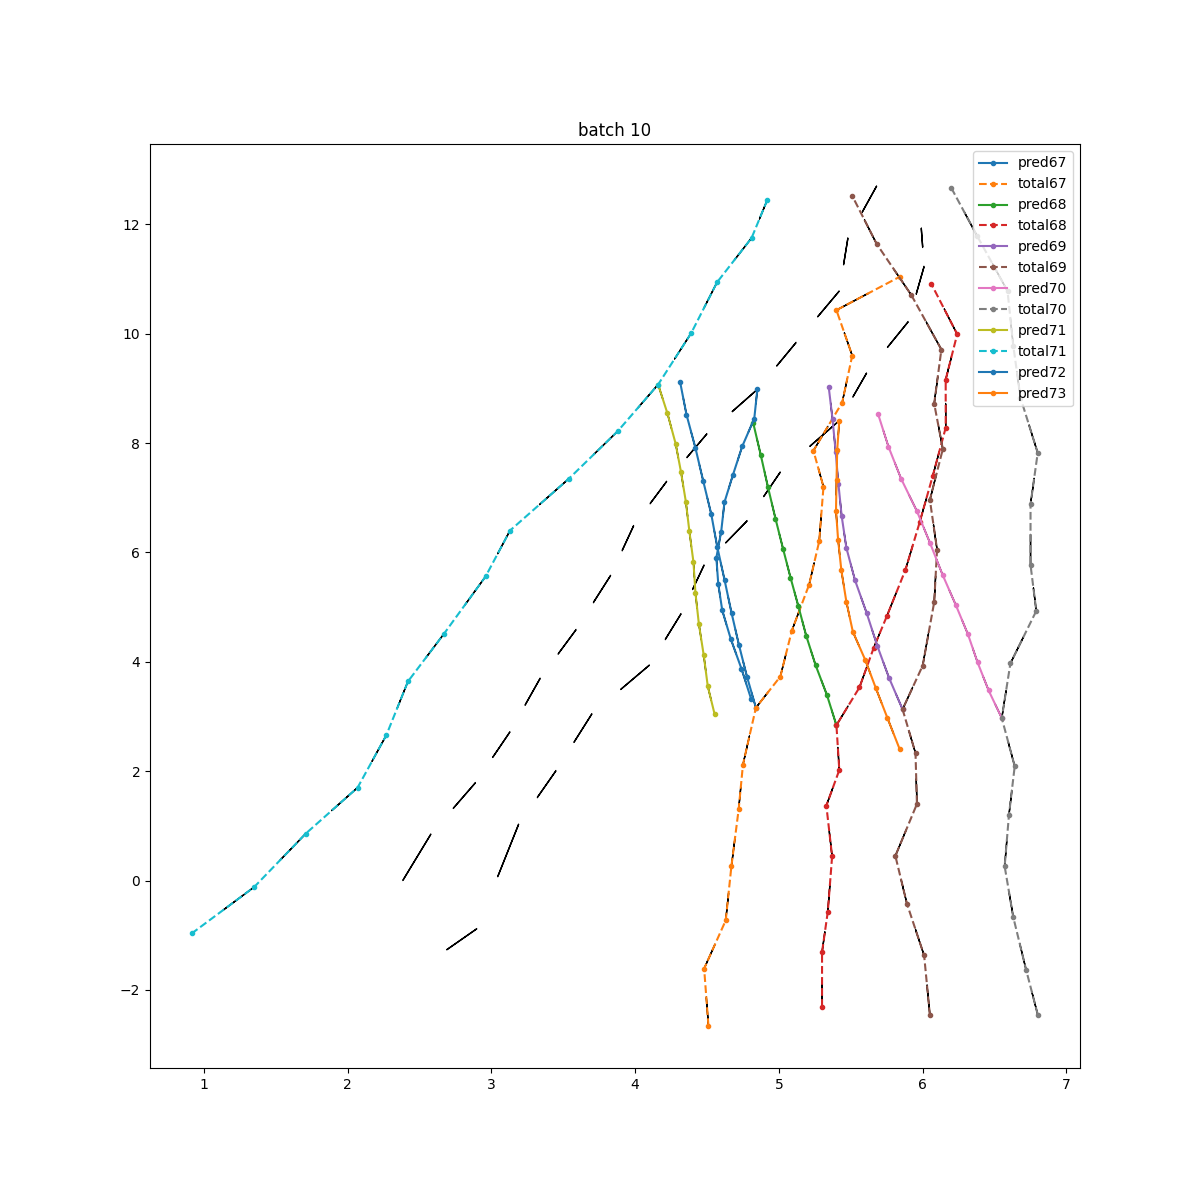 batch 10
pred67
total67
pred68
total68
pred69
total69
pred70
total70
pred71
total71
pred72
pred73
12
10
8
6
4
2
0
−2
1 2 3 4 5 6 7